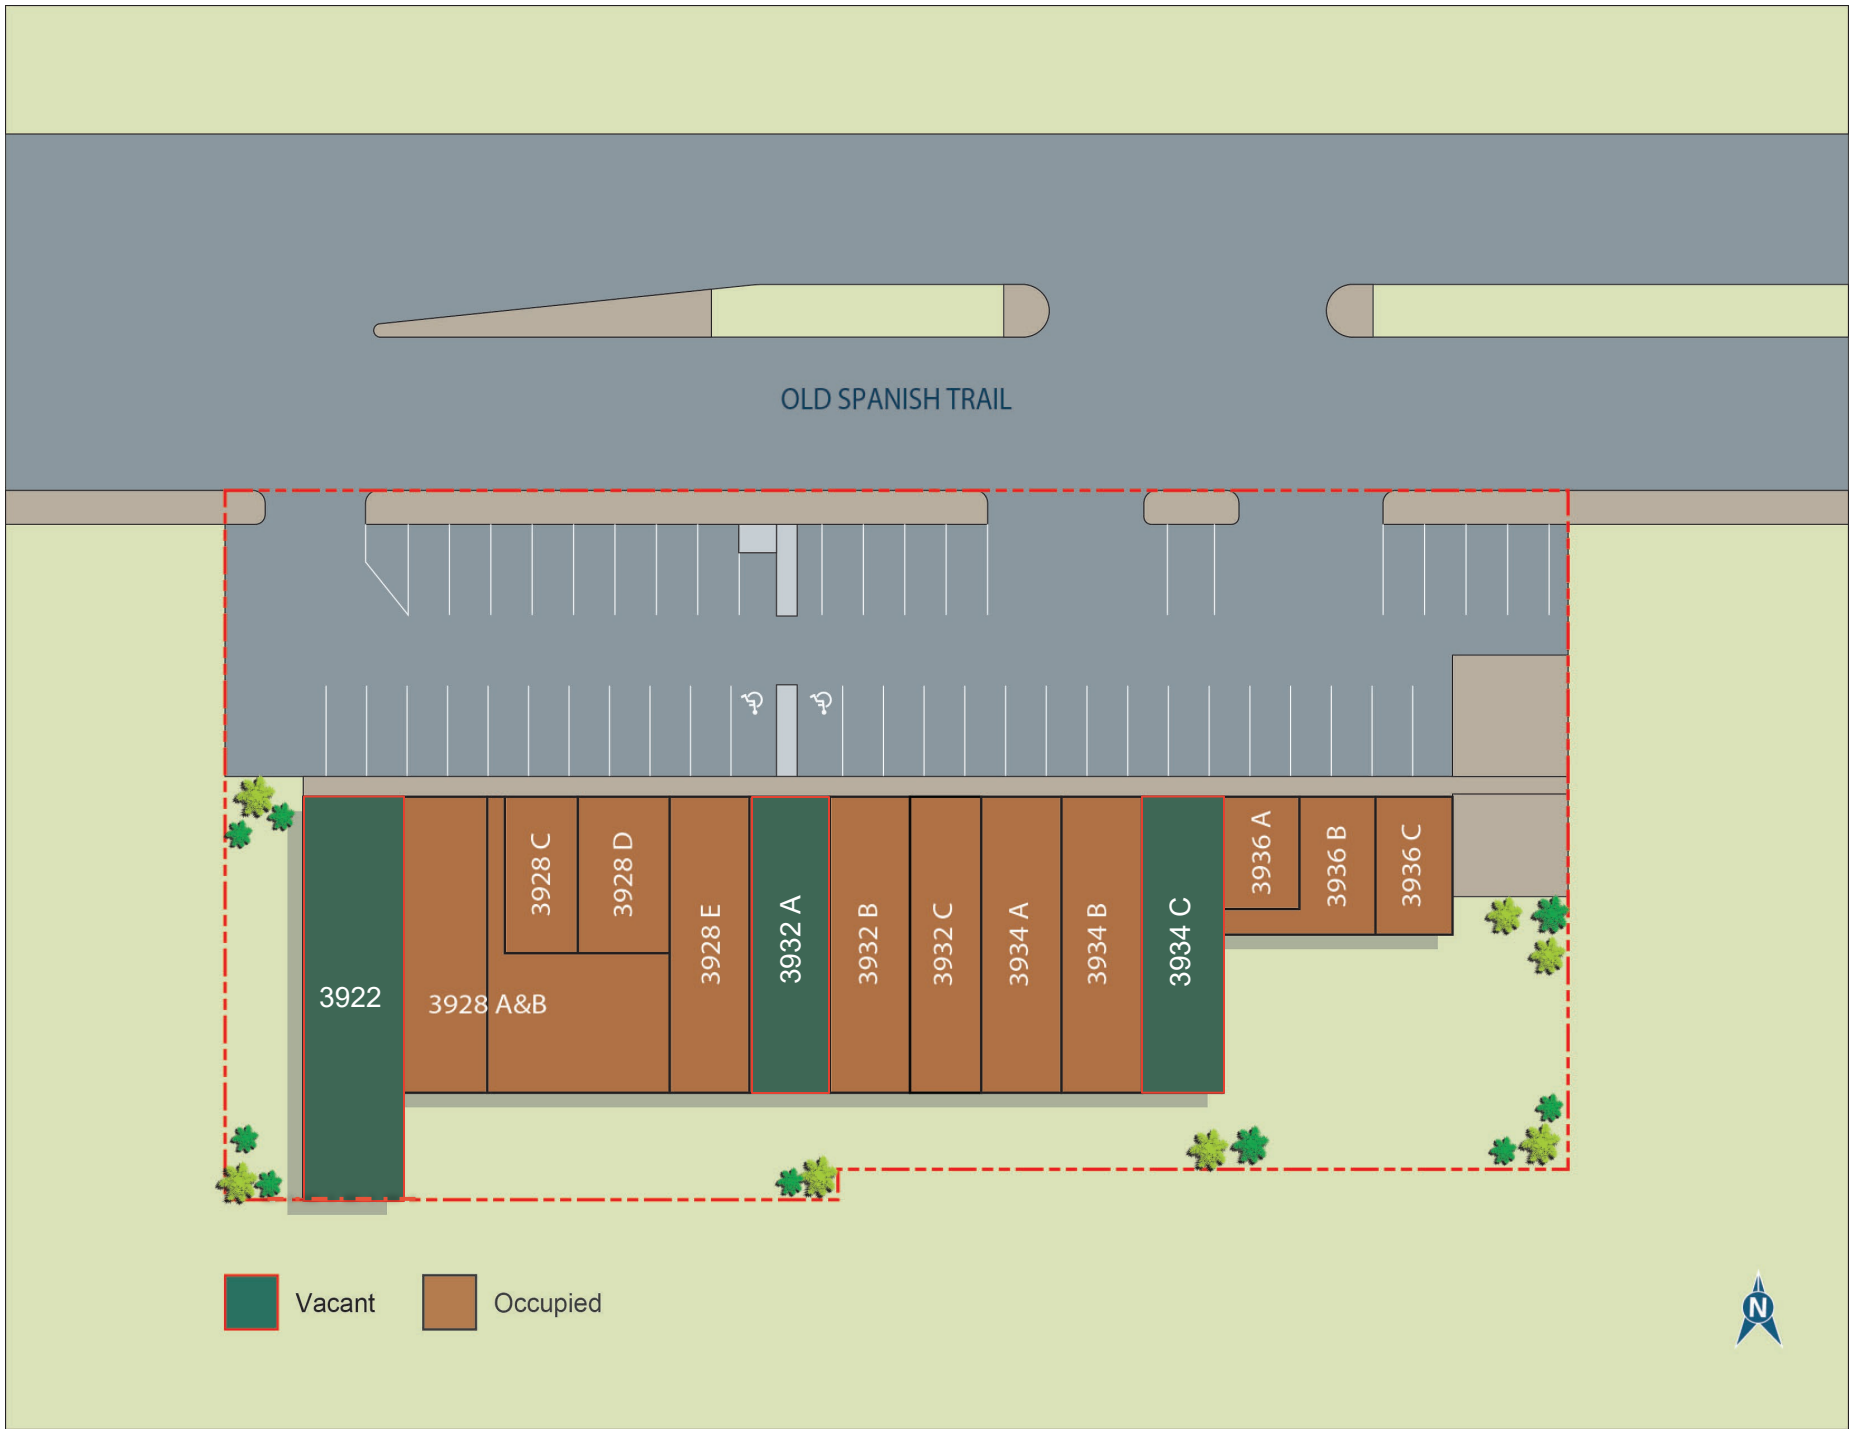 OLD SPANISH TRAIL
3922
3928 A&B
3928 C
3928 D
3928 E
3932 A
3932 B
3932 C
3934 A
3934 B
3934 C
3936 A
3936 B
3936 C
Vacant
Occupied
N